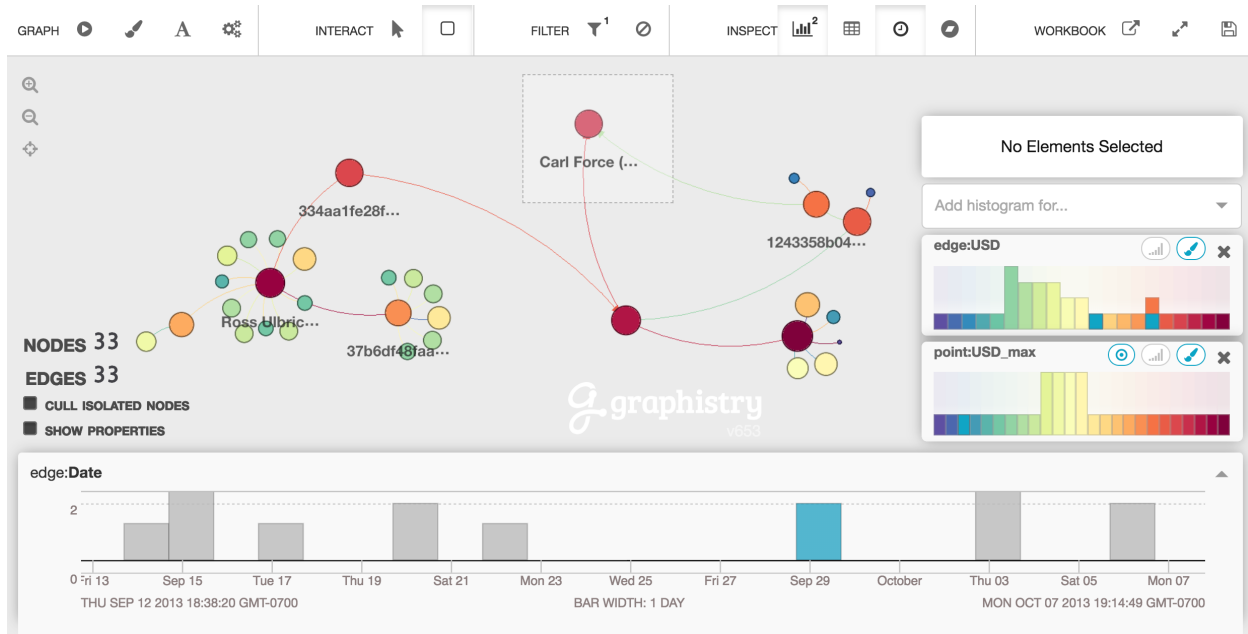 GRAPH INTERACT FILTER 1 INSPECT 2 WORKBOOK
No Elements Selected
Add histogram for...
edge:USD
point:USD_max
Carl Force (...
334aa1fe28f...
1243358b04...
Ross Ulbric...
37b6df48faa...
NODES 33
EDGES 33
CULL ISOLATED NODES
SHOW PROPERTIES
graphistry
v653
edge:Date
2
0
Fri 13 Sep 15 Tue 17 Thu 19 Sat 21 Mon 23 Wed 25 Fri 27 Sep 29 October Thu 03 Sat 05 Mon 07
THU SEP 12 2013 18:38:20 GMT-0700 BAR WIDTH: 1 DAY MON OCT 07 2013 19:14:49 GMT-0700